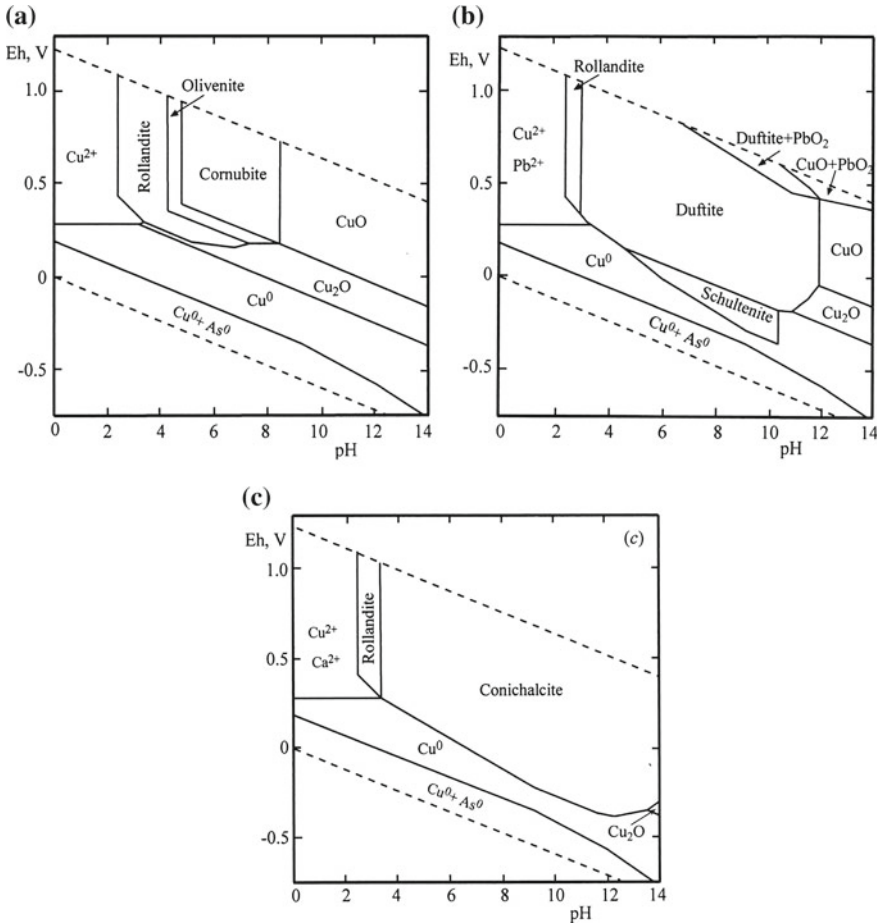 (a)
Eh, V
1.0
0.5
0
-0.5
0 2 4 6 8 10 12 14
pH
Cu²⁺
Rollandite
Olivenite
Cornubite
CuO
Cu₂O
Cu⁰
Cu⁰+ As⁰
(b)
Eh, V
1.0
0.5
0.0
-0.5
0 2 4 6 8 10 12 14
pH
Rollandite
Cu²⁺
Pb²⁺
Duftite+PbO₂
CuO+PbO₂
Duftite
CuO
Cu⁰
Schultenite
Cu₂O
Cu⁰+ As⁰
(c)
Eh, V
(c)
1.0
0.5
0
-0.5
0 2 4 6 8 10 12 14
pH
Cu²⁺
Ca²⁺
Rollandite
Conichalcite
Cu⁰
Cu⁰+ As⁰
Cu₂O